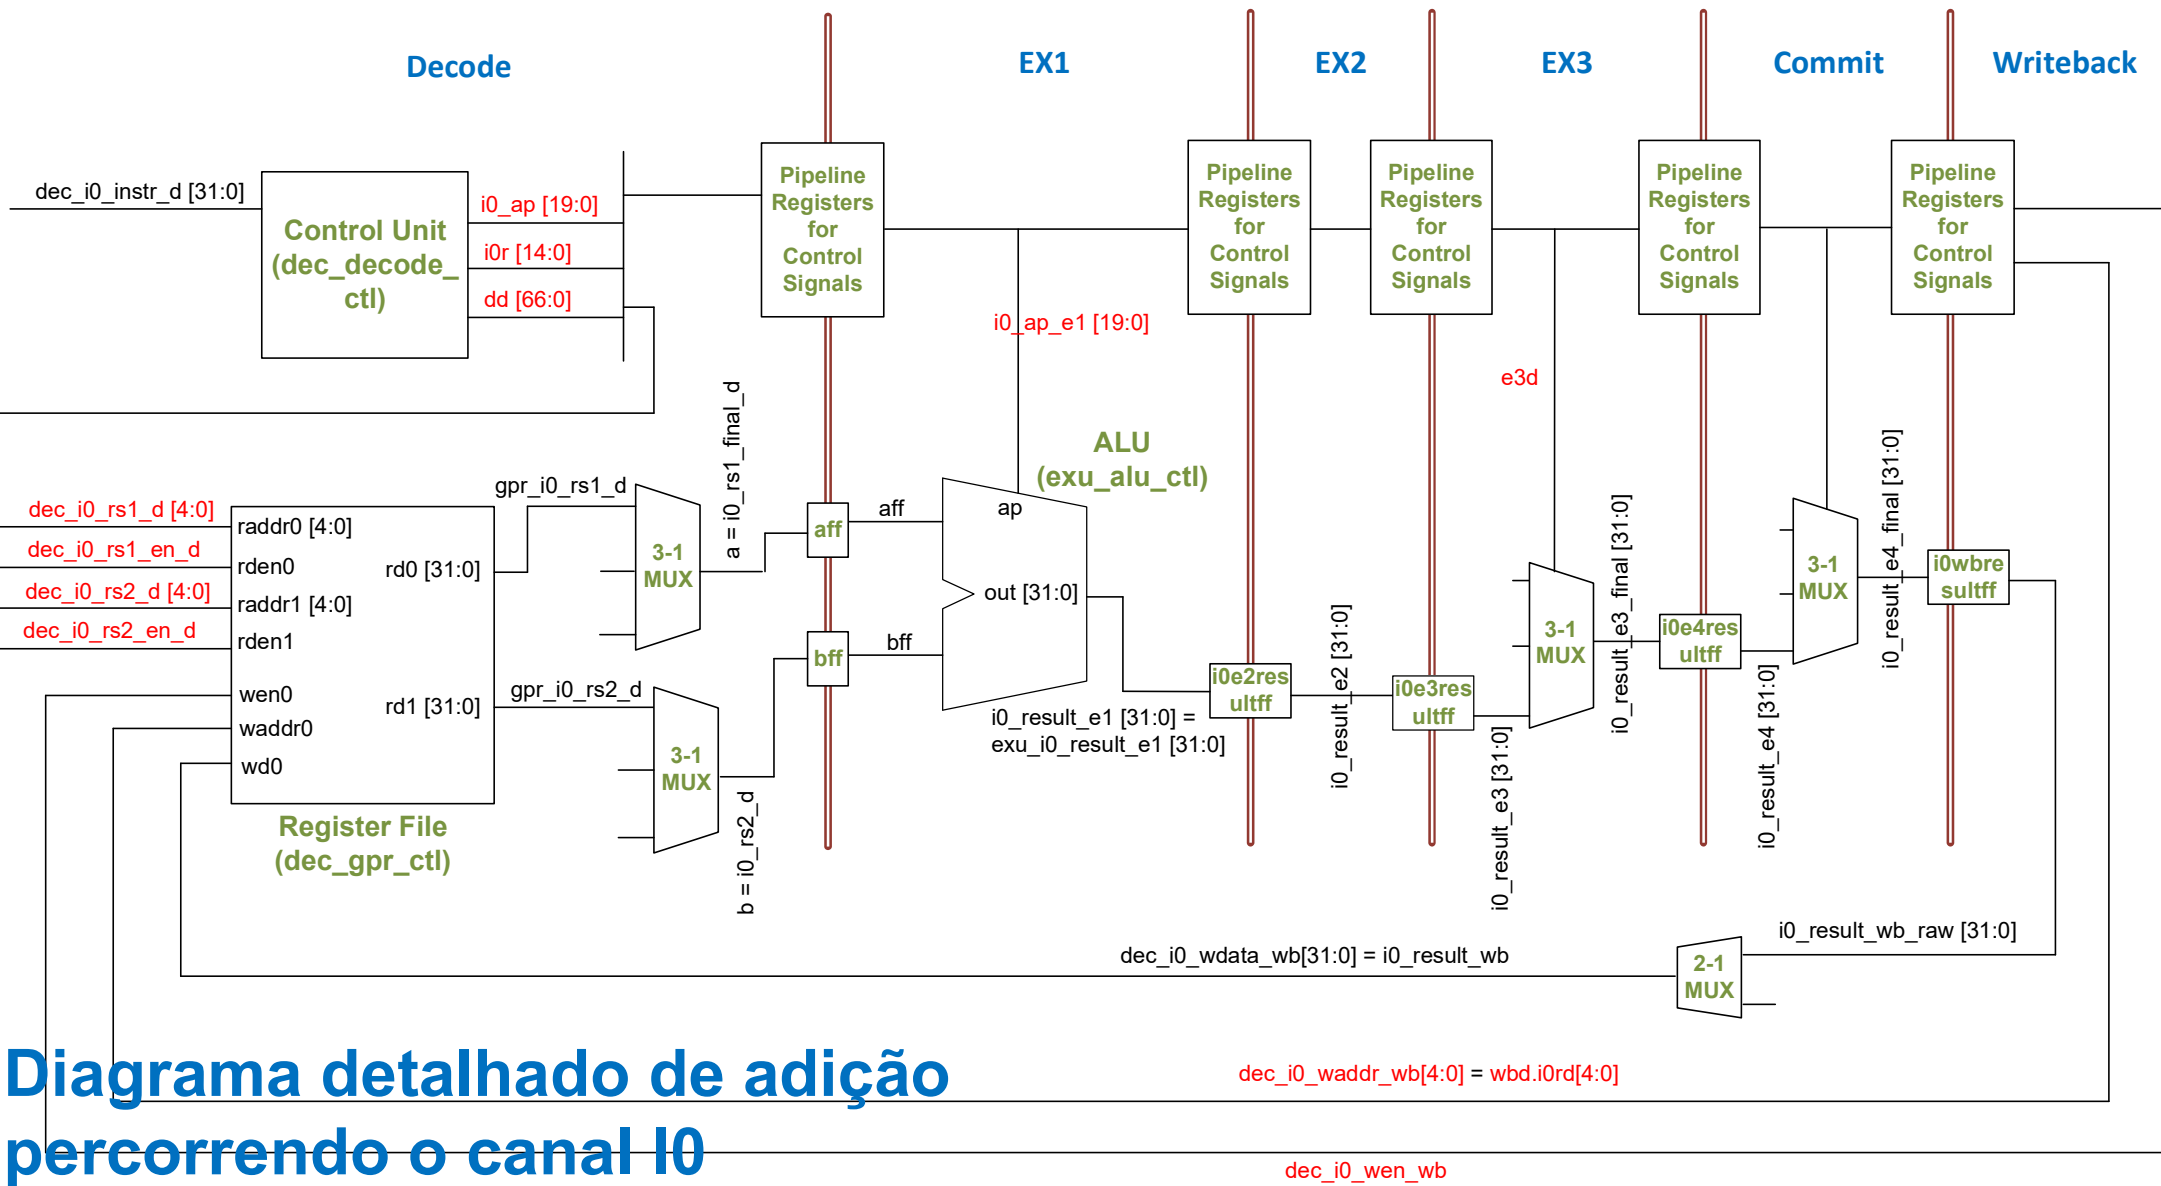 Decode
EX1
EX2
EX3
Commit
Writeback
dec_i0_instr_d [31:0]
Control Unit
(dec_decode_
ctl)
i0_ap [19:0]
i0r [14:0]
dd [66:0]
Pipeline
Registers
for
Control
Signals
Pipeline
Registers
for
Control
Signals
Pipeline
Registers
for
Control
Signals
Pipeline
Registers
for
Control
Signals
Pipeline
Registers
for
Control
Signals
i0_ap_e1 [19:0]
e3d
dec_i0_rs1_d [4:0]
dec_i0_rs1_en_d
dec_i0_rs2_d [4:0]
dec_i0_rs2_en_d
raddr0 [4:0]
rden0
raddr1 [4:0]
rden1
wen0
waddr0
wd0
rd0 [31:0]
rd1 [31:0]
Register File
(dec_gpr_ctl)
gpr_i0_rs1_d
gpr_i0_rs2_d
3-1
MUX
3-1
MUX
a = i0_rs1_final_d
b = i0_rs2_d
aff
bff
aff
bff
ALU
(exu_alu_ctl)
ap
out [31:0]
i0_result_e1 [31:0] =
exu_i0_result_e1 [31:0]
i0e2res
ultff
i0_result_e2 [31:0]
i0e3res
ultff
i0_result_e3 [31:0]
3-1
MUX
i0_result_e3_final [31:0]
i0e4res
ultff
i0_result_e4 [31:0]
3-1
MUX
i0_result_e4_final [31:0]
i0wbre
sultff
i0_result_wb_raw [31:0]
2-1
MUX
dec_i0_wdata_wb[31:0] = i0_result_wb
dec_i0_waddr_wb[4:0] = wbd.i0rd[4:0]
dec_i0_wen_wb
Diagrama detalhado de adição
percorrendo o canal I0